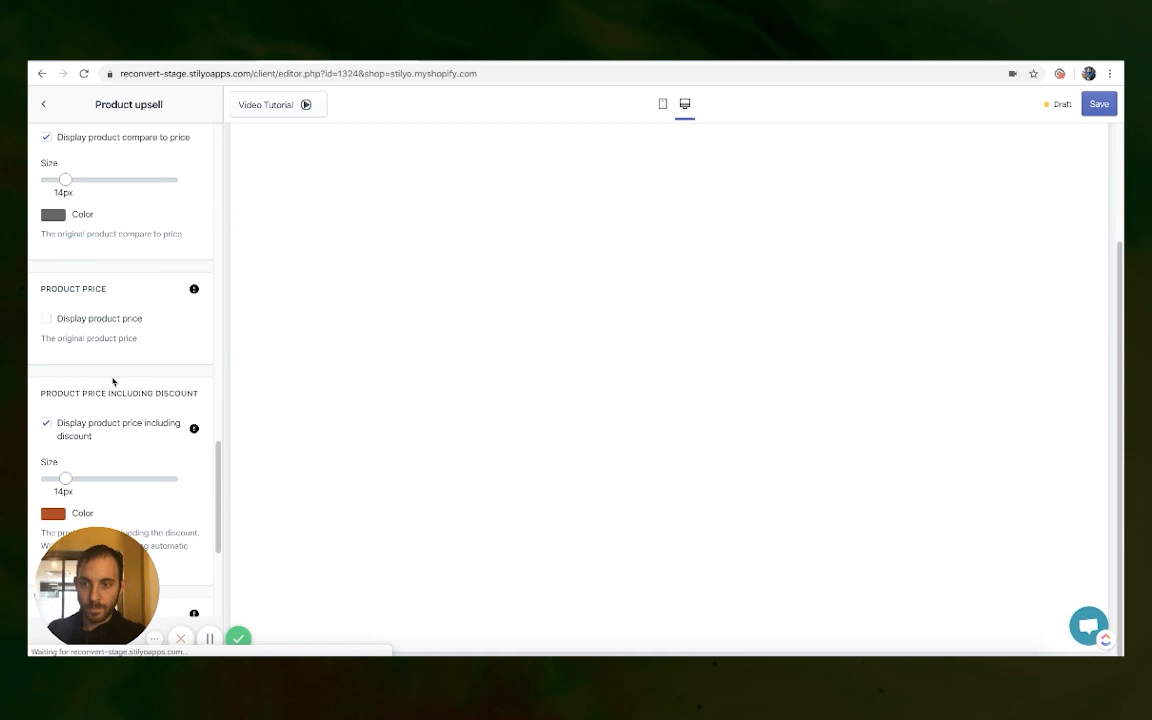 reconvert-stage.stilyoapps.com/client/editor.php?id=1324&shop=stilyo.myshopify.com
Product upsell
Video Tutorial
Draft
Save
Display product compare to price
Size
14px
Color
The original product compare to price
PRODUCT PRICE
Display product price
The original product price
PRODUCT PRICE INCLUDING DISCOUNT
Display product price including
discount
Size
14px
Color
The discount.
automatic
Waiting for reconvert-stage.stilyoapps.com...